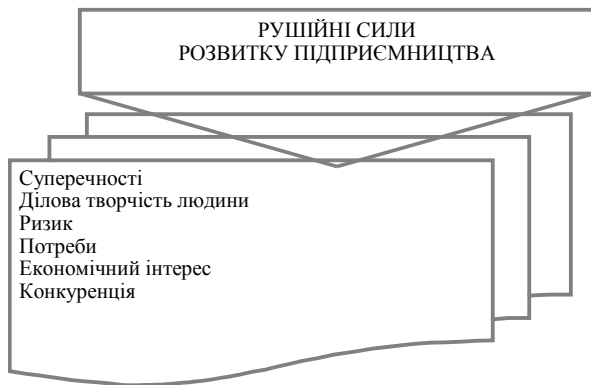 РУШІЙНІ СИЛИ
РОЗВИТКУ ПІДПРИЄМНИЦТВА
Суперечності
Ділова творчість людини
Ризик
Потреби
Економічний інтерес
Конкуренція